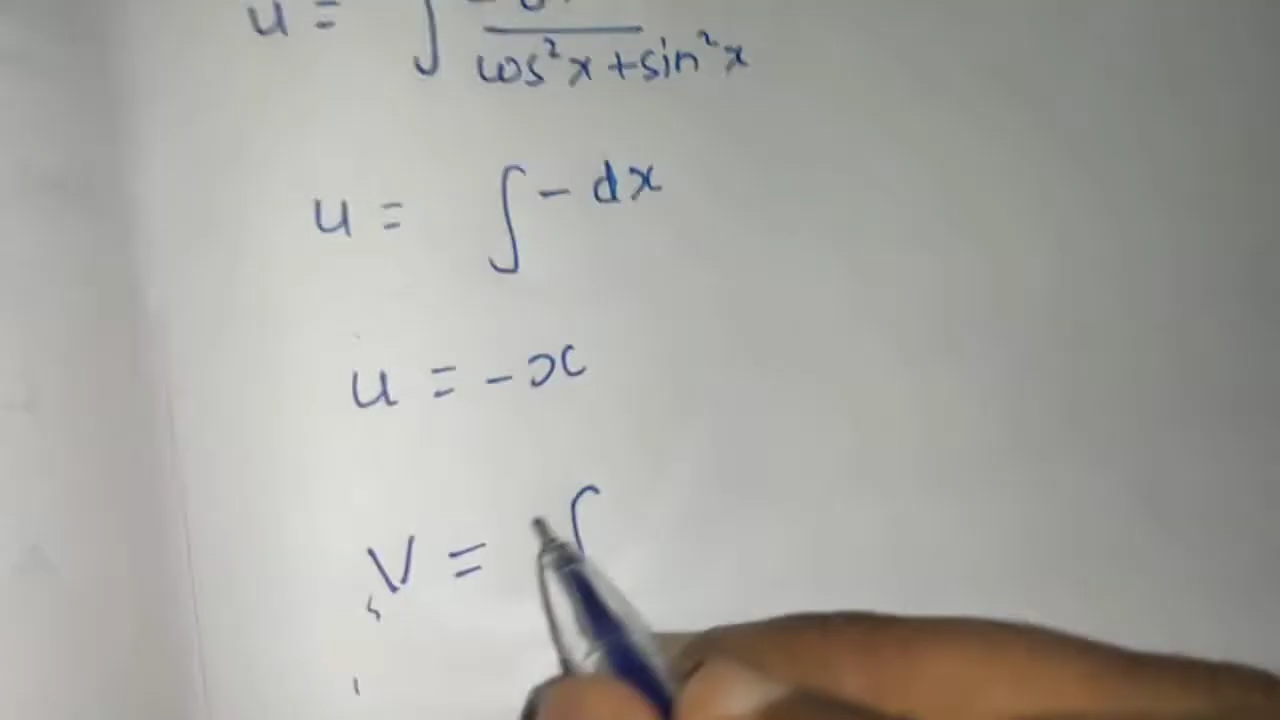 u = ∫ / cos²x + sin²x
u = ∫ - dx
u = -x
V = ∫